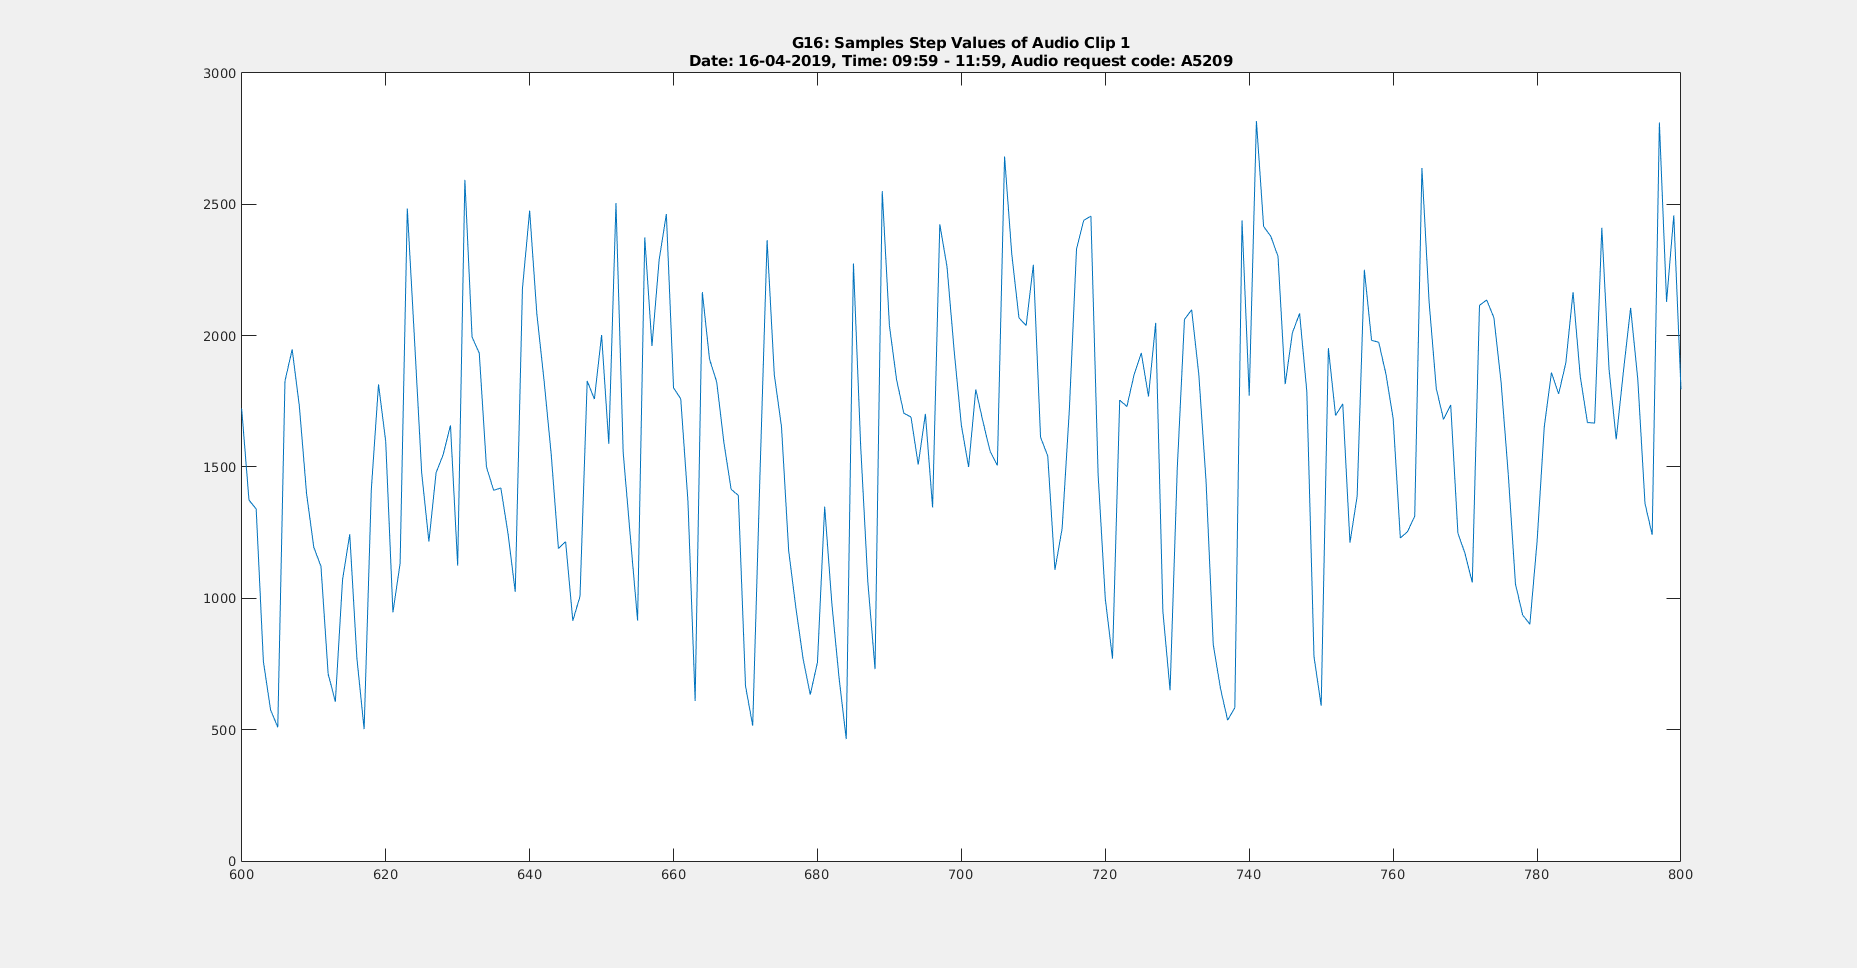 G16: Samples Step Values of Audio Clip 1
Date: 16-04-2019, Time: 09:59 - 11:59, Audio request code: A5209
3000
2500
2000
1500
1000
500
0
600 620 640 660 680 700 720 740 760 780 800